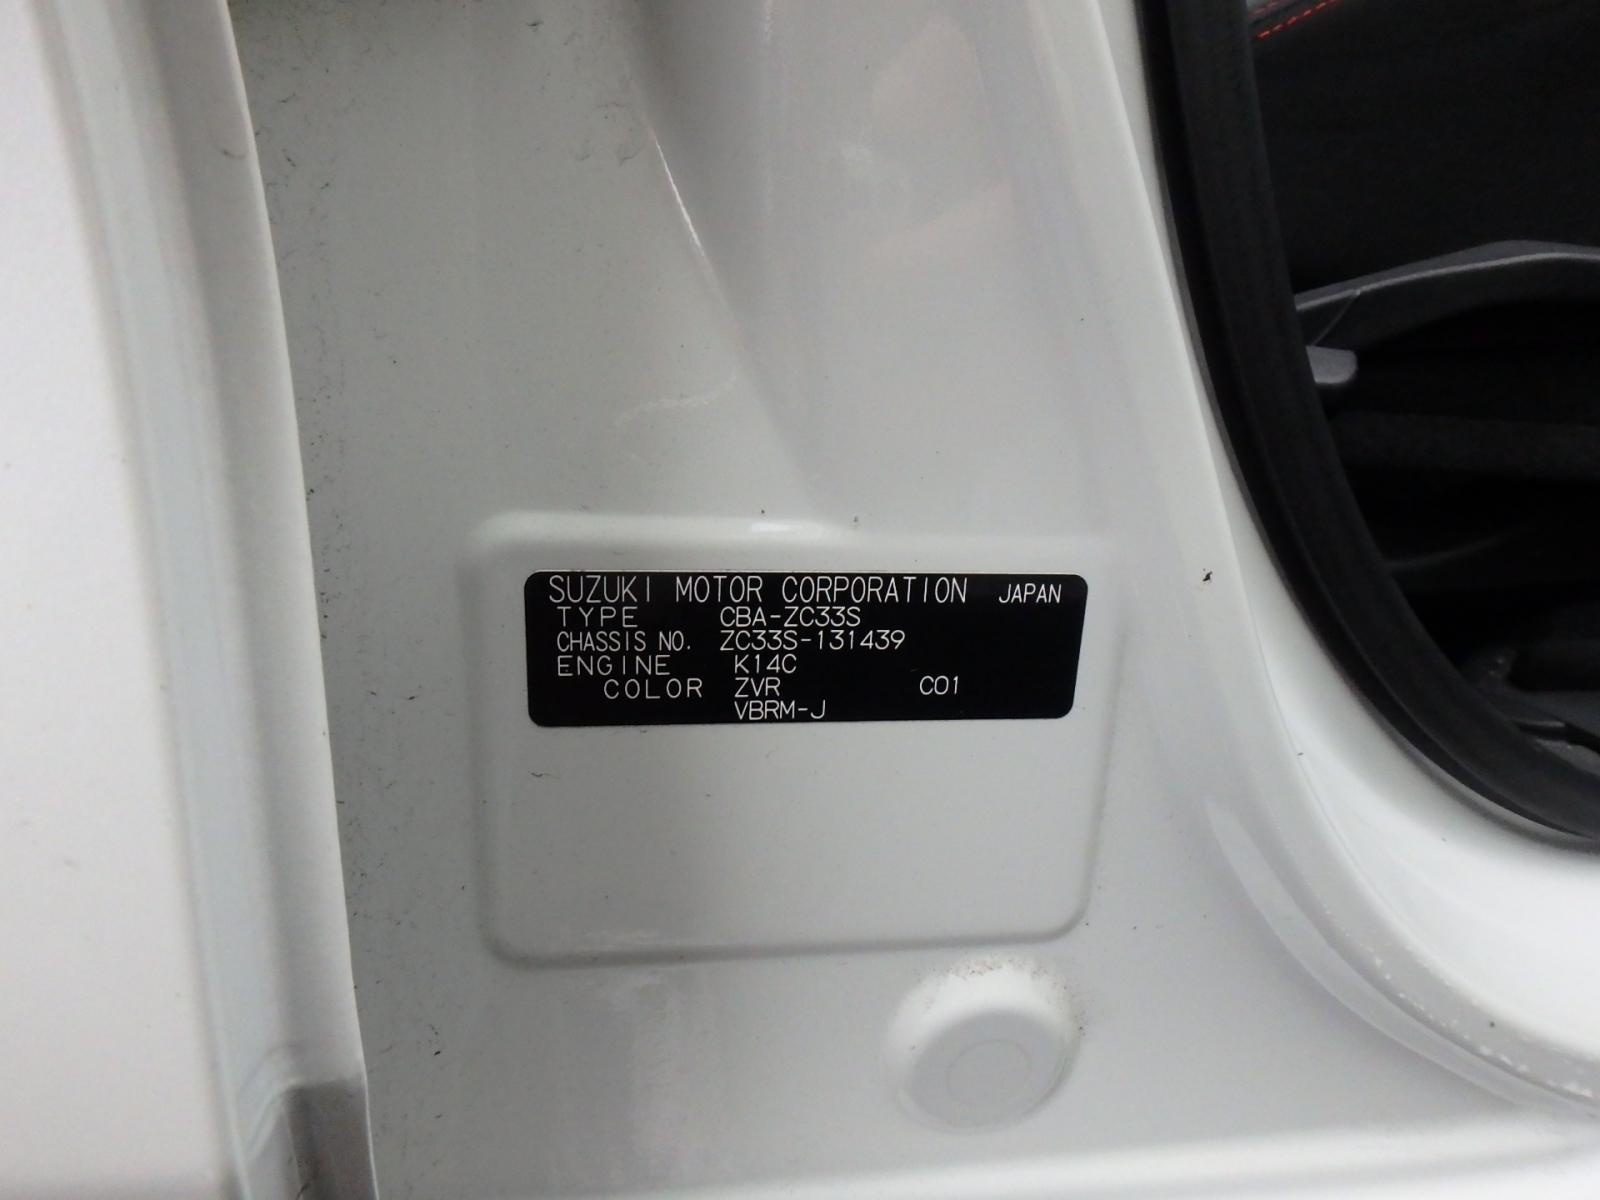 SUZUKI MOTOR CORPORATION JAPAN
TYPE CBA-ZC33S
CHASSIS NO. ZC33S-131439
ENGINE K14C
COLOR ZVR C01
VBRM-J